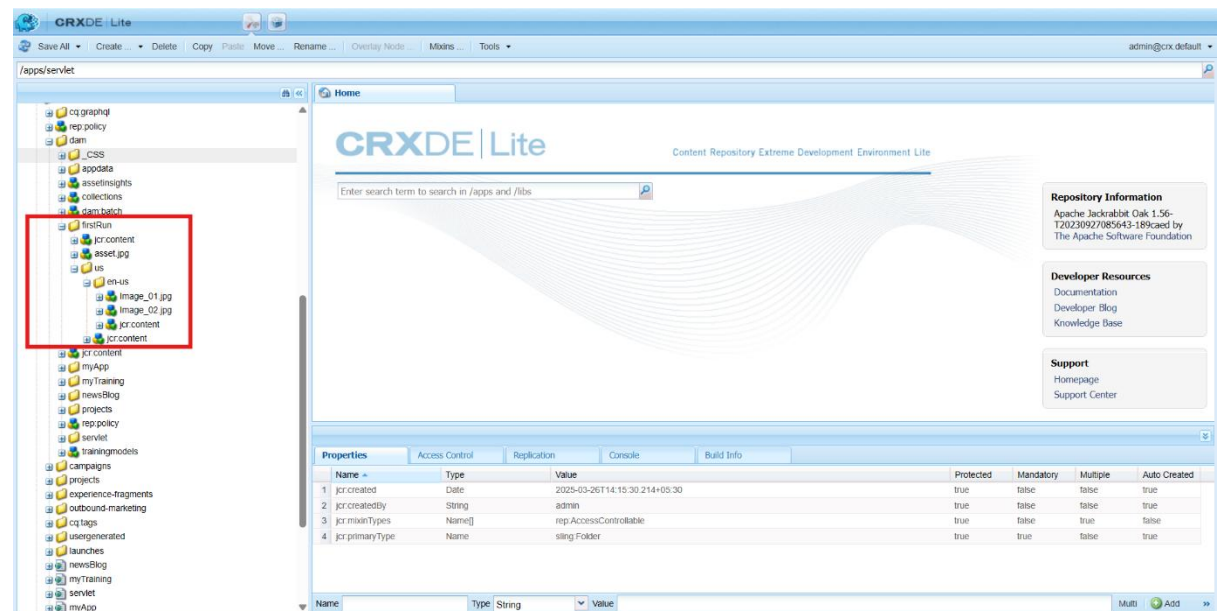 CRXDE Lite
Save All Create ... Delete Copy Paste Move ... Rename ... Overlay Node ... Mixins ... Tools admin@crx.default
/apps/servlet
Home
cq:graphql
rep:policy
dam
_CSS
appdata
assetinsights
collections
dam:batch
firstRun
jcr:content
asset.jpg
us
en-us
Image_01.jpg
Image_02.jpg
jcr:content
jcr:content
jcr:content
myApp
myTraining
newsBlog
projects
rep:policy
servlet
trainingmodels
campaigns
projects
experience-fragments
outbound-marketing
cq:tags
usergenerated
launches
newsBlog
myTraining
servlet
myApp
CRXDE | Lite
Content Repository Extreme Development Environment Lite
Enter search term to search in /apps and /libs
Repository Information
Apache Jackrabbit Oak 1.56-
T20230927085643-189caed by
The Apache Software Foundation
Developer Resources
Documentation
Developer Blog
Knowledge Base
Support
Homepage
Support Center
Properties Access Control Replication Console Build Info
Name Type Value Protected Mandatory Multiple Auto Created
1 jcr:created Date 2025-03-26T14:15:30.214+05:30 true false false true
2 jcr:createdBy String admin true false false true
3 jcr:mixinTypes Name[] rep:AccessControllable true false true false
4 jcr:primaryType Name sling:Folder true true false true
Name Type String Value Multi Add »